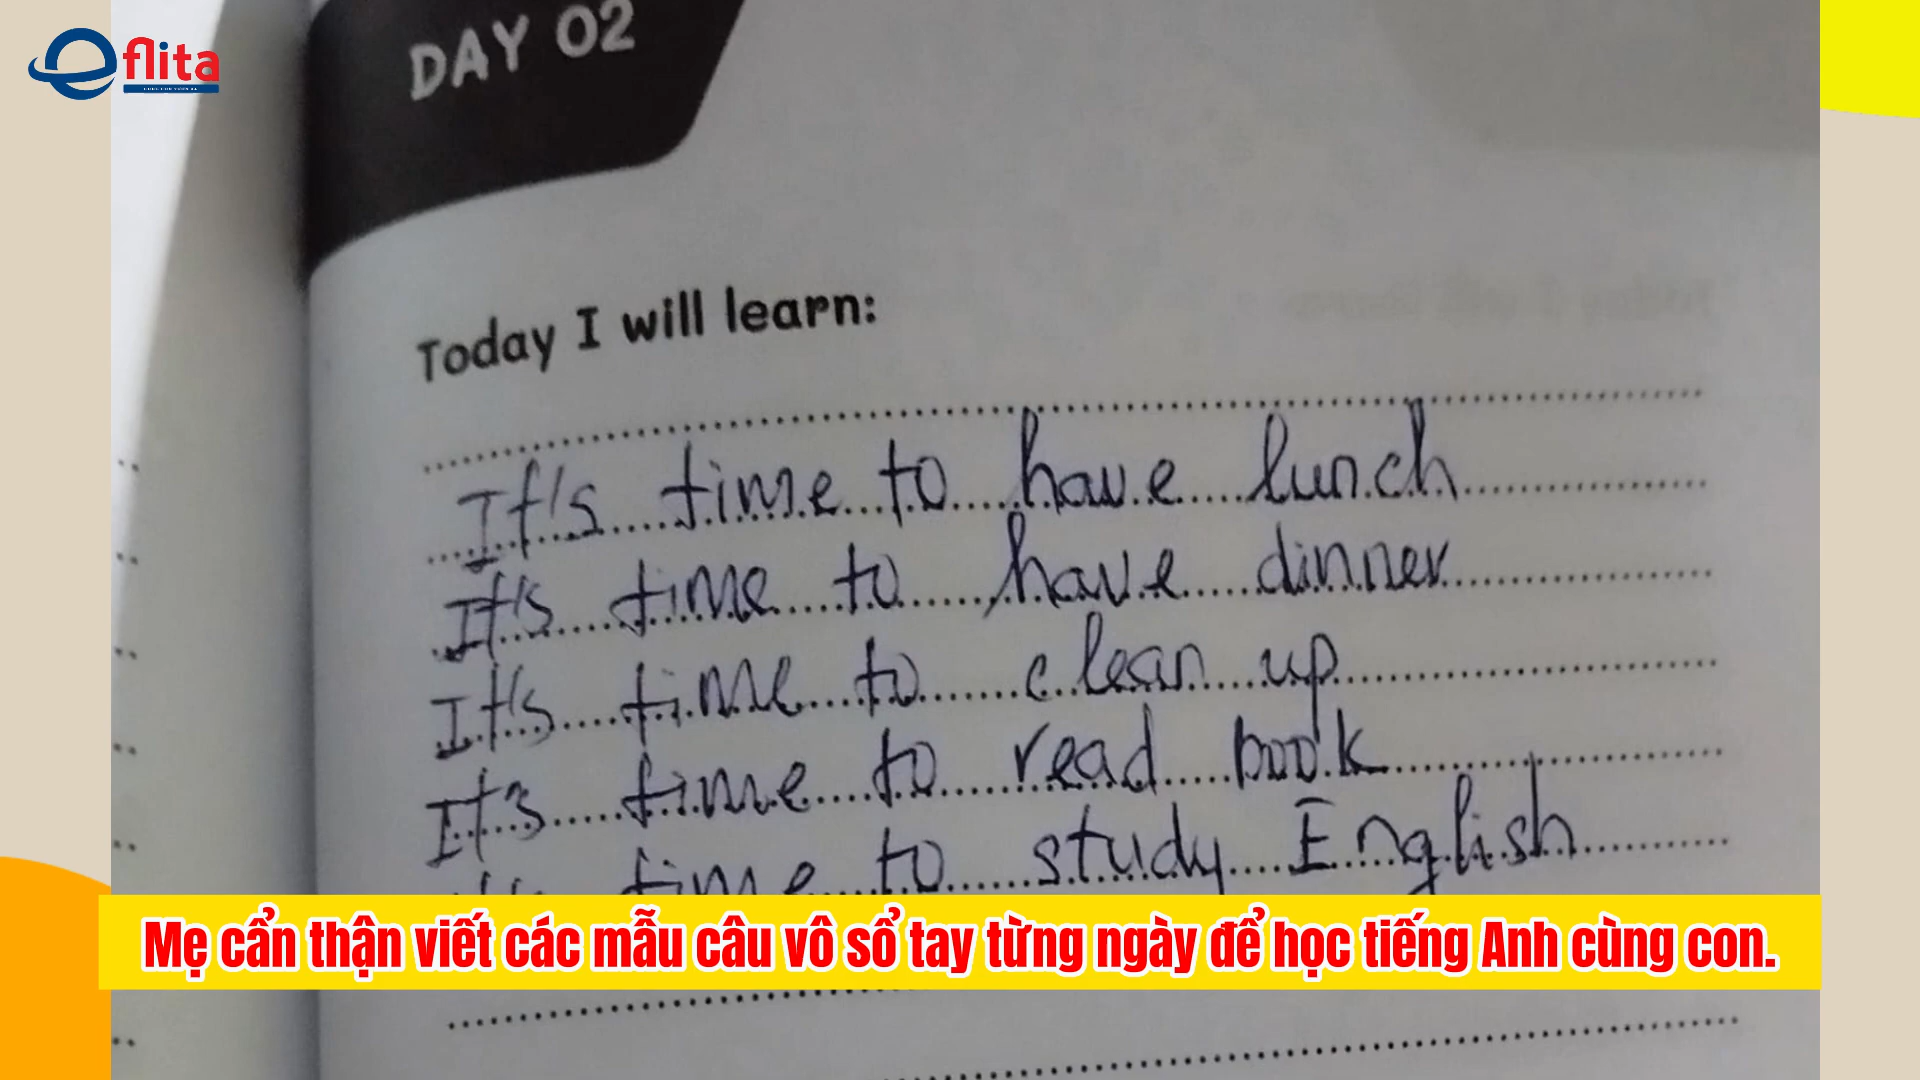 eflita
DAY 02
Today I will learn:
It's time to have lunch
It's time to have dinner
It's time to clean up
It's time to read book
time to study English
Mẹ cẩn thận viết các mẫu câu vô sổ tay từng ngày để học tiếng Anh cùng con.